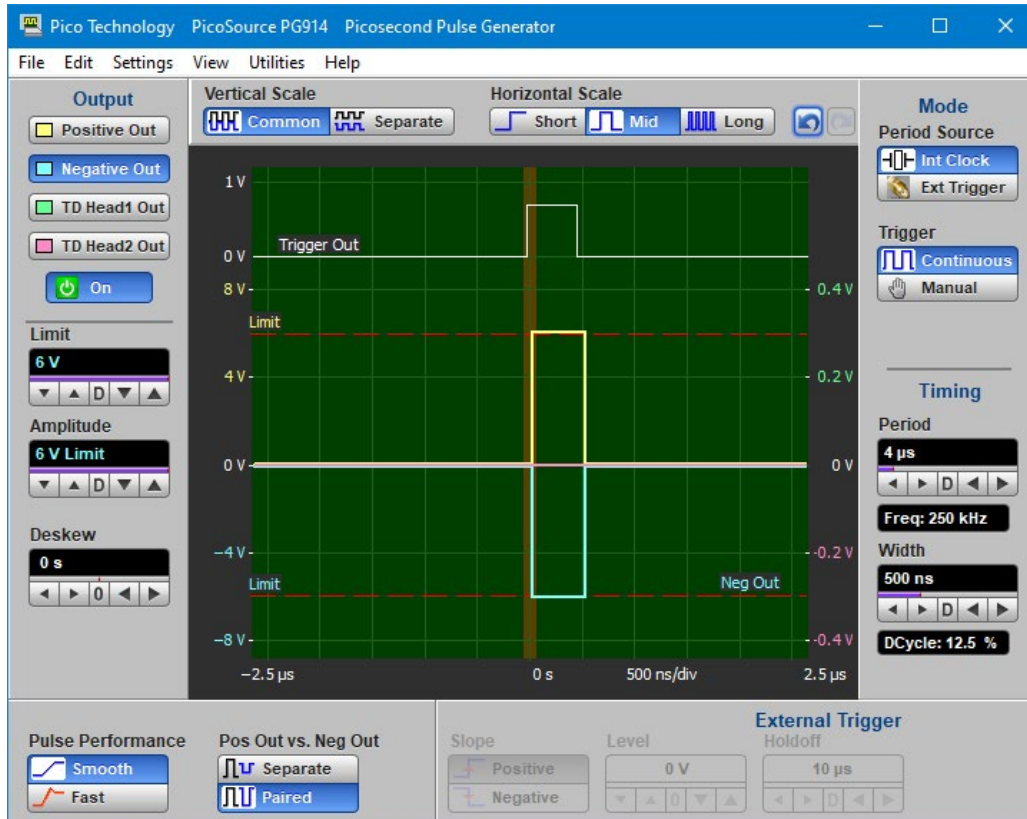 Pico Technology PicoSource PG914 Picosecond Pulse Generator
File Edit Settings View Utilities Help
Output
Positive Out
Negative Out
TD Head1 Out
TD Head2 Out
On
Limit
6 V
D
Amplitude
6 V Limit
D
Deskew
0 s
0
Vertical Scale
Common Separate
Horizontal Scale
Short Mid Long
1 V
Trigger Out
0 V
8 V
0.4 V
Limit
4 V
0.2 V
0 V
0 V
−4 V
-0.2 V
Limit
Neg Out
−8 V
-0.4 V
−2.5 µs
0 s
500 ns/div
2.5 µs
Mode
Period Source
Int Clock
Ext Trigger
Trigger
Continuous
Manual
Timing
Period
4 µs
D
Freq: 250 kHz
Width
500 ns
D
DCycle: 12.5 %
Pulse Performance
Smooth
Fast
Pos Out vs. Neg Out
Separate
Paired
External Trigger
Slope
Positive
Negative
Level
0 V
0
Holdoff
10 µs
D